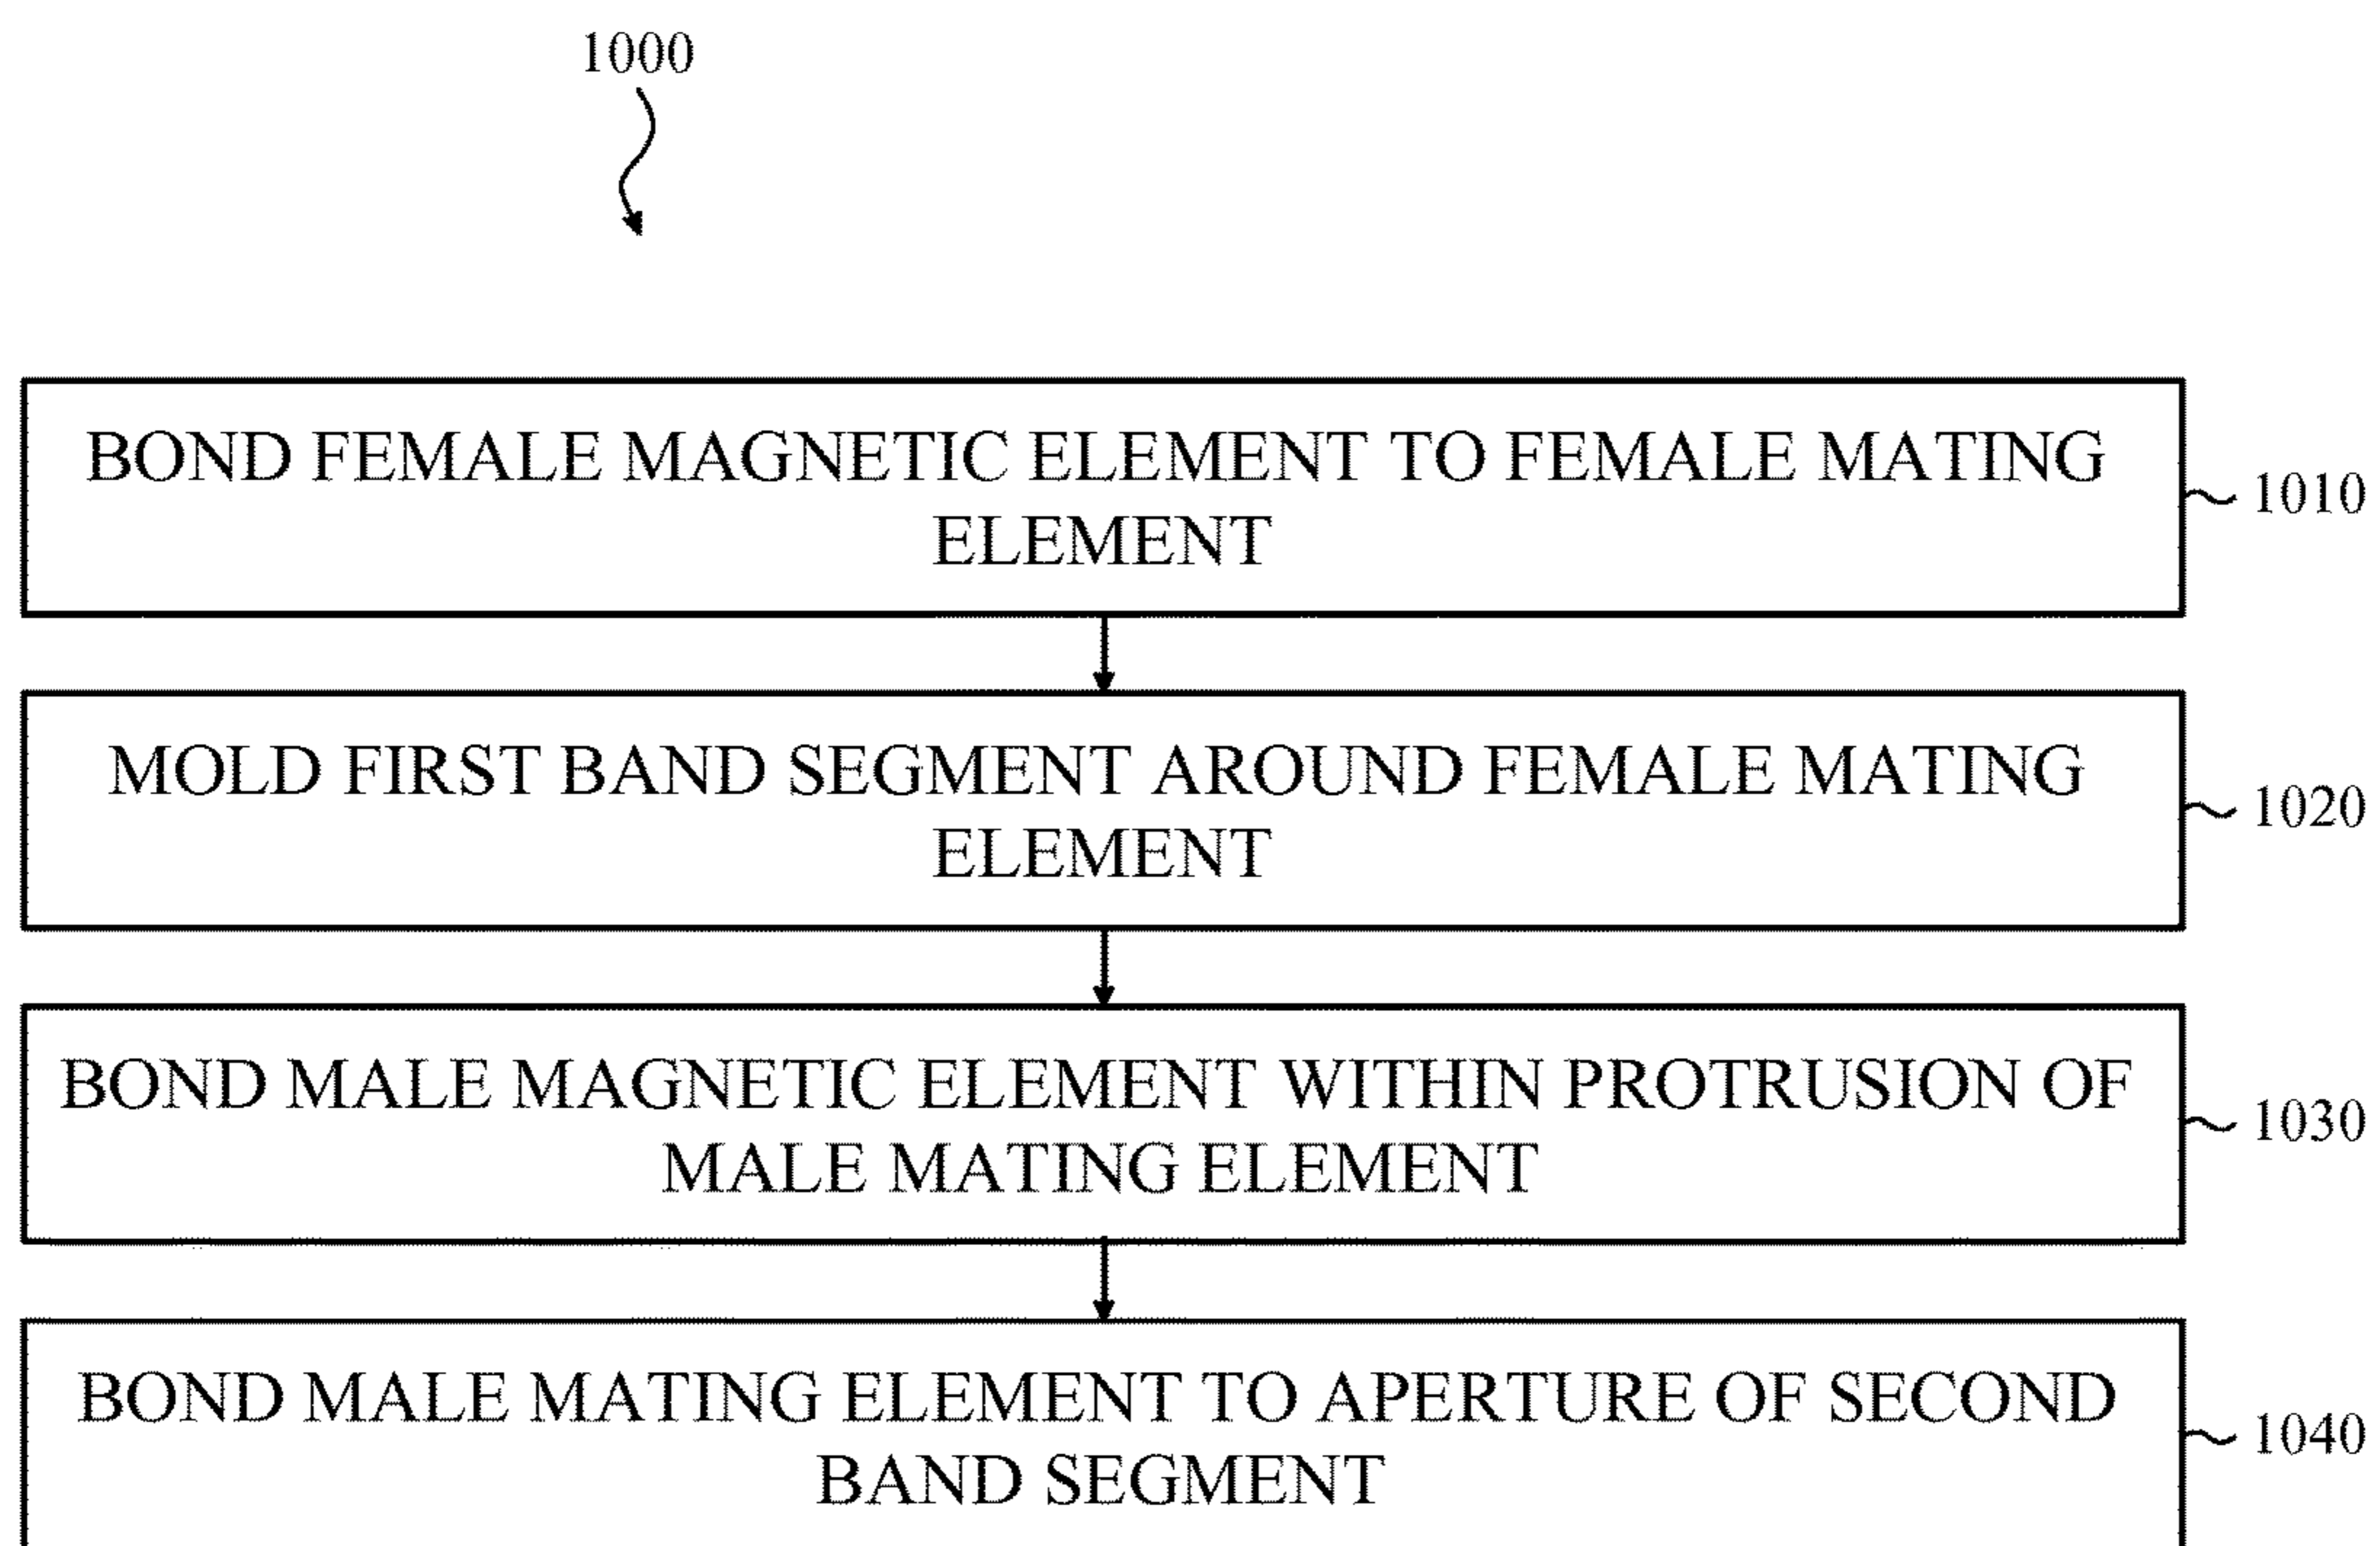 1000
BOND FEMALE MAGNETIC ELEMENT TO FEMALE MATING
ELEMENT
1010
MOLD FIRST BAND SEGMENT AROUND FEMALE MATING
ELEMENT
1020
BOND MALE MAGNETIC ELEMENT WITHIN PROTRUSION OF
MALE MATING ELEMENT
1030
BOND MALE MATING ELEMENT TO APERTURE OF SECOND
BAND SEGMENT
1040